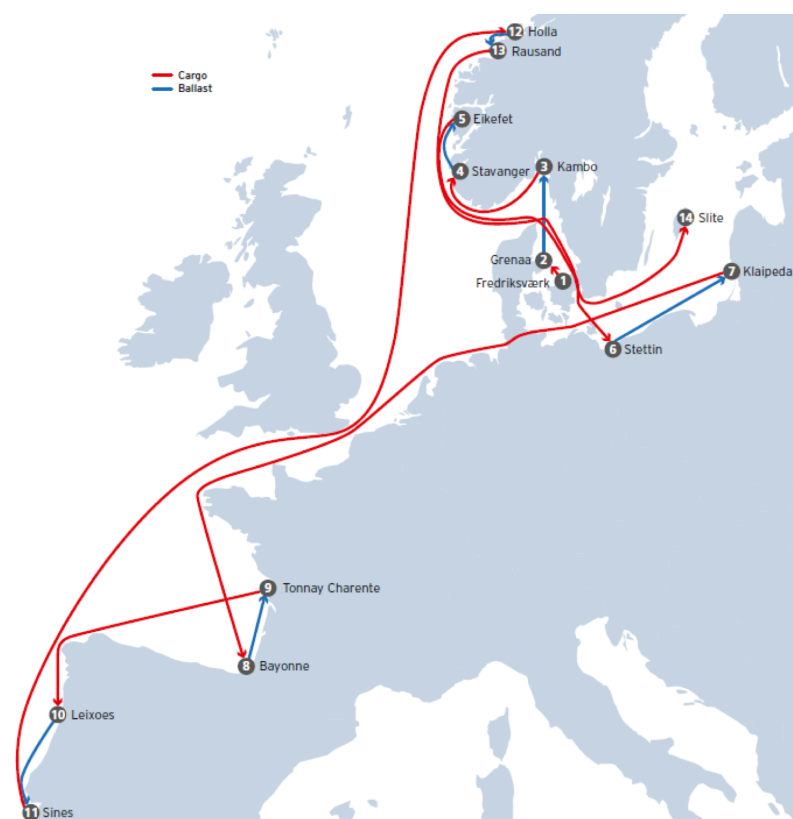 12 Holla
13 Rausand
Cargo
Ballast
5 Eikefet
4 Stavanger
3 Kambo
14 Slite
Grenaa 2
7 Klaipeda
Fredriksværk 1
6 Stettin
9 Tonnay Charente
8 Bayonne
10 Leixoes
11 Sines